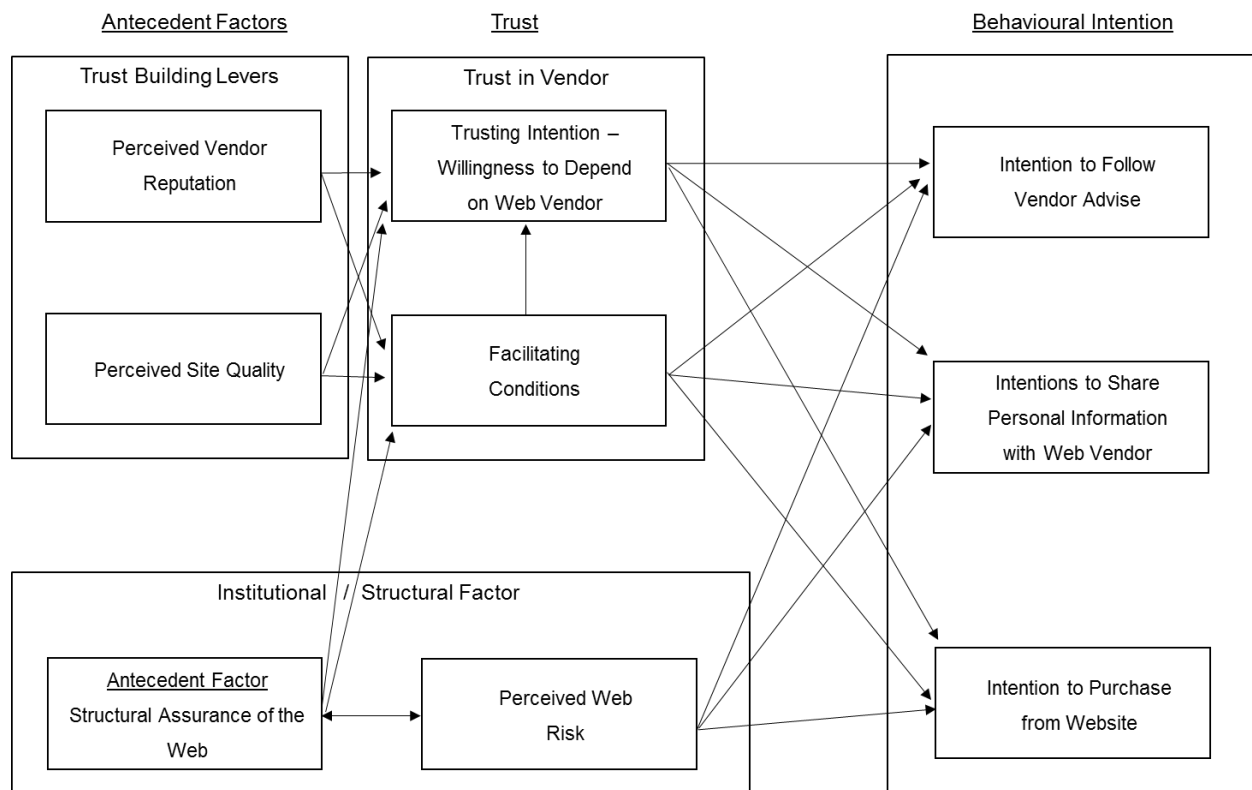 Antecedent Factors
Trust
Behavioural Intention
Trust Building Levers
Perceived Vendor
Reputation
Perceived Site Quality
Trust in Vendor
Trusting Intention –
Willingness to Depend
on Web Vendor
Facilitating
Conditions
Intention to Follow
Vendor Advise
Intentions to Share
Personal Information
with Web Vendor
Intention to Purchase
from Website
Institutional / Structural Factor
Antecedent Factor
Structural Assurance of the
Web
Perceived Web
Risk